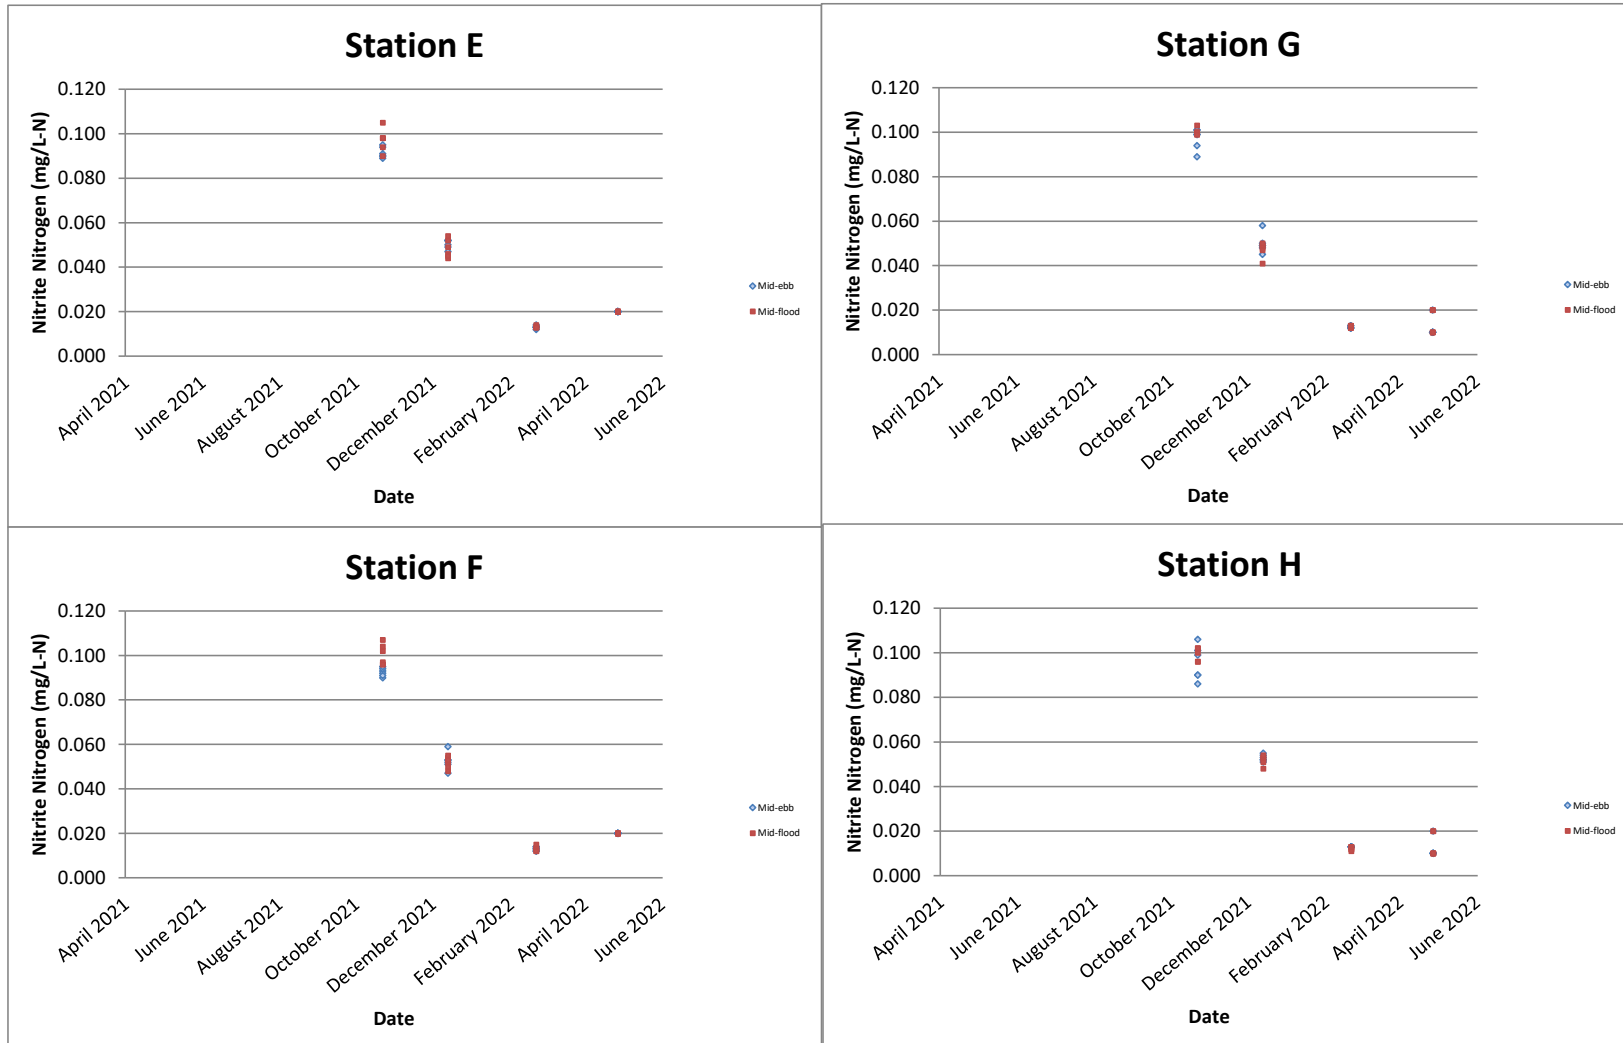 Station E
0.120
0.100
0.080
0.060
0.040
0.020
0.000
Nitrite Nitrogen (mg/L-N)
April 2021
June 2021
August 2021
October 2021
December 2021
February 2022
April 2022
June 2022
Date
Mid-ebb
Mid-flood
Station G
0.120
0.100
0.080
0.060
0.040
0.020
0.000
Nitrite Nitrogen (mg/L-N)
April 2021
June 2021
August 2021
October 2021
December 2021
February 2022
April 2022
June 2022
Date
Mid-ebb
Mid-flood
Station F
0.120
0.100
0.080
0.060
0.040
0.020
0.000
Nitrite Nitrogen (mg/L-N)
April 2021
June 2021
August 2021
October 2021
December 2021
February 2022
April 2022
June 2022
Date
Mid-ebb
Mid-flood
Station H
0.120
0.100
0.080
0.060
0.040
0.020
0.000
Nitrite Nitrogen (mg/L-N)
April 2021
June 2021
August 2021
October 2021
December 2021
February 2022
April 2022
June 2022
Date
Mid-ebb
Mid-flood